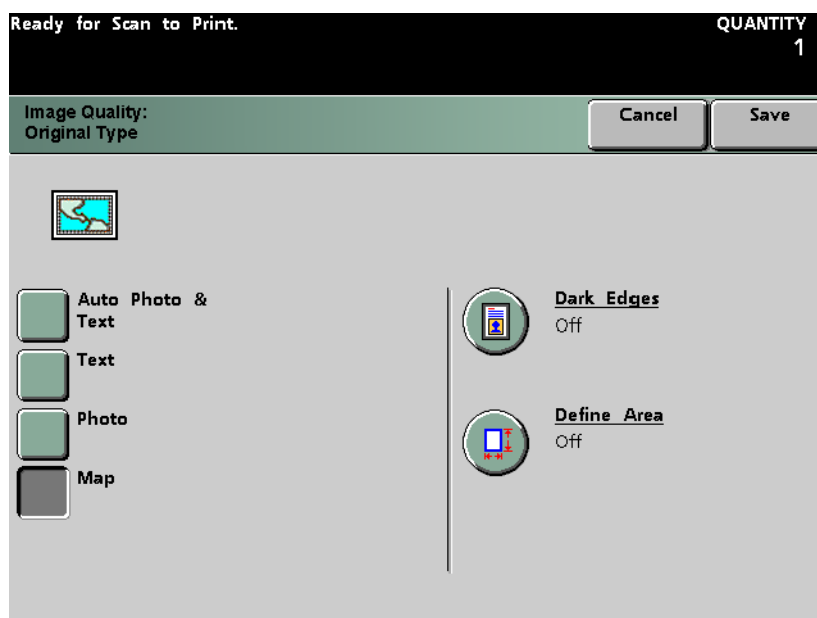 Ready for Scan to Print.
QUANTITY
1
Image Quality:
Original Type
Cancel
Save
Auto Photo &
Text
Text
Photo
Map
Dark Edges
Off
Define Area
Off